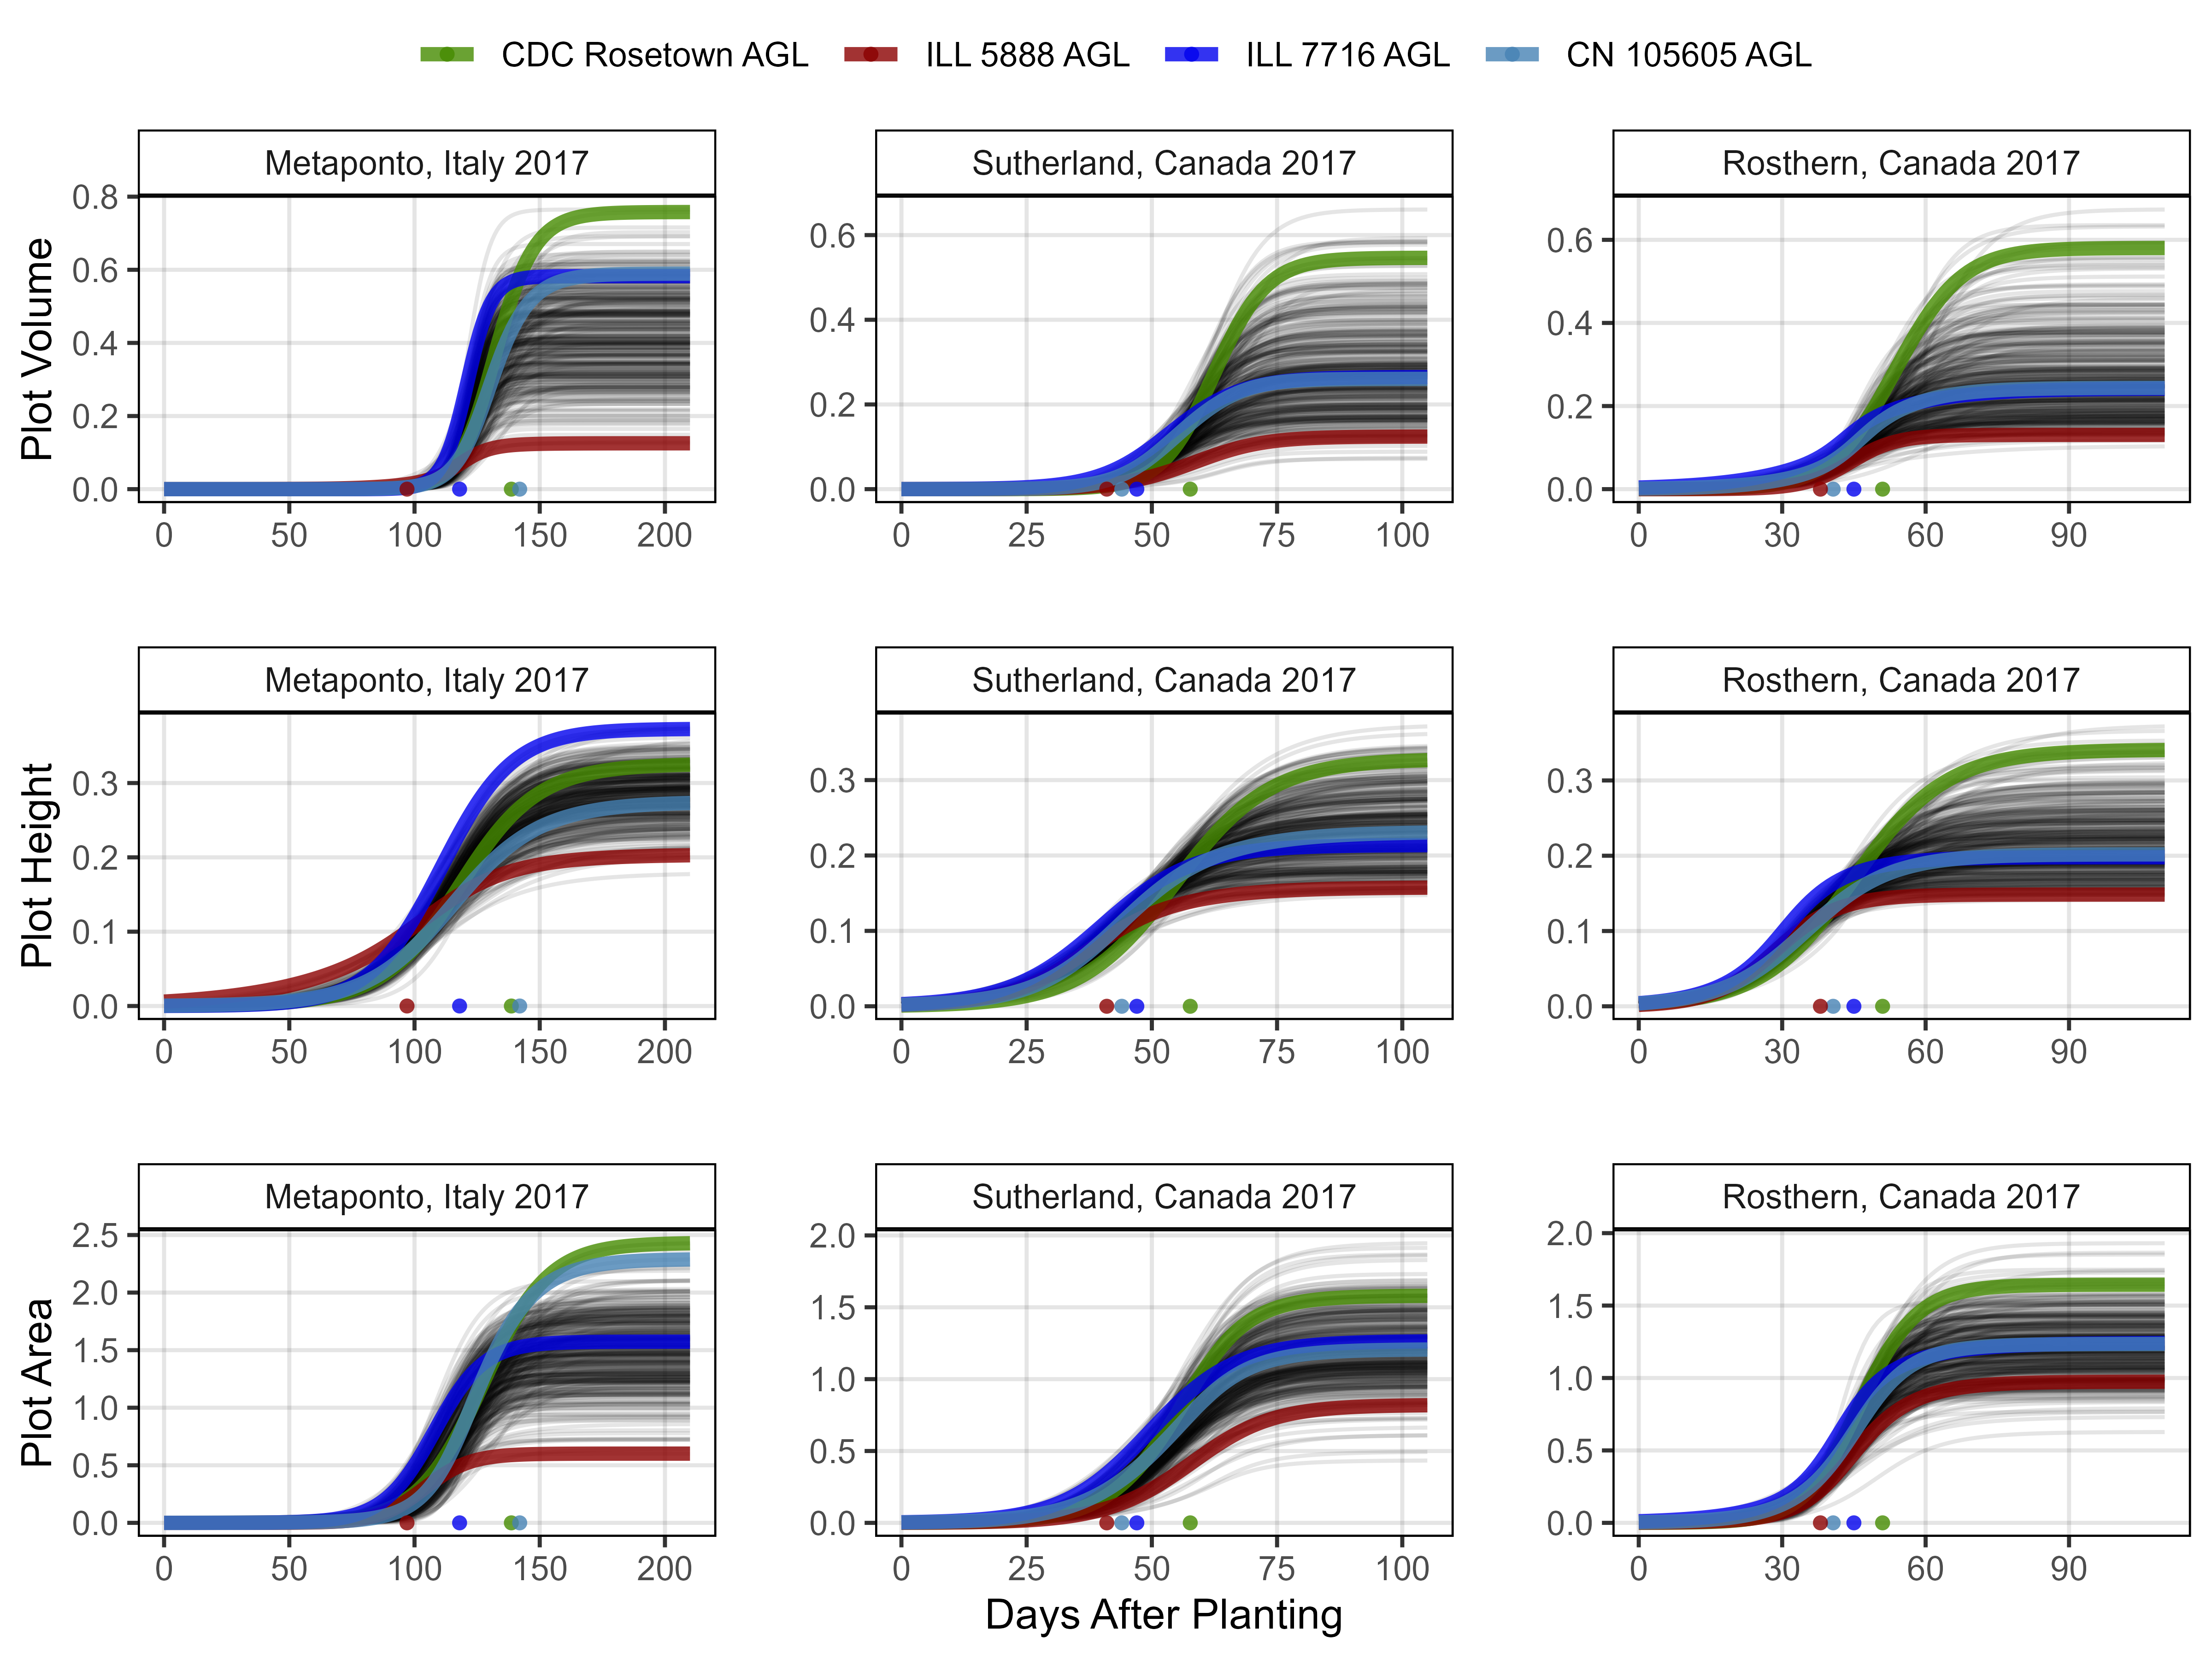 CDC Rosetown AGL ILL 5888 AGL ILL 7716 AGL CN 105605 AGL
Metaponto, Italy 2017 Sutherland, Canada 2017 Rosthern, Canada 2017
Plot Volume
0.8
0.6
0.4
0.2
0.0
0 50 100 150 200
0.6
0.4
0.2
0.0
0 25 50 75 100
0.6
0.4
0.2
0.0
0 30 60 90
Metaponto, Italy 2017 Sutherland, Canada 2017 Rosthern, Canada 2017
Plot Height
0.3
0.2
0.1
0.0
0 50 100 150 200
0.3
0.2
0.1
0.0
0 25 50 75 100
0.3
0.2
0.1
0.0
0 30 60 90
Metaponto, Italy 2017 Sutherland, Canada 2017 Rosthern, Canada 2017
Plot Area
2.5
2.0
1.5
1.0
0.5
0.0
0 50 100 150 200
2.0
1.5
1.0
0.5
0.0
0 25 50 75 100
2.0
1.5
1.0
0.5
0.0
0 30 60 90
Days After Planting